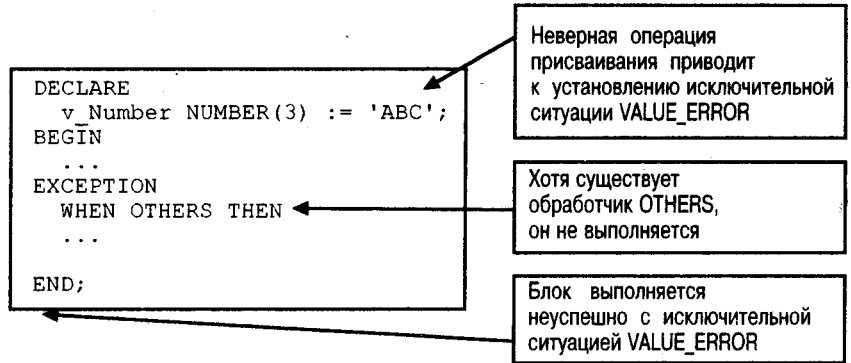 DECLARE
v_Number NUMBER(3) := 'ABC';
BEGIN
...
EXCEPTION
WHEN OTHERS THEN
...
END;
Неверная операция
присваивания приводит
к установлению исключительной
ситуации VALUE_ERROR
Хотя существует
обработчик OTHERS,
он не выполняется
Блок выполняется
неуспешно с исключительной
ситуацией VALUE_ERROR